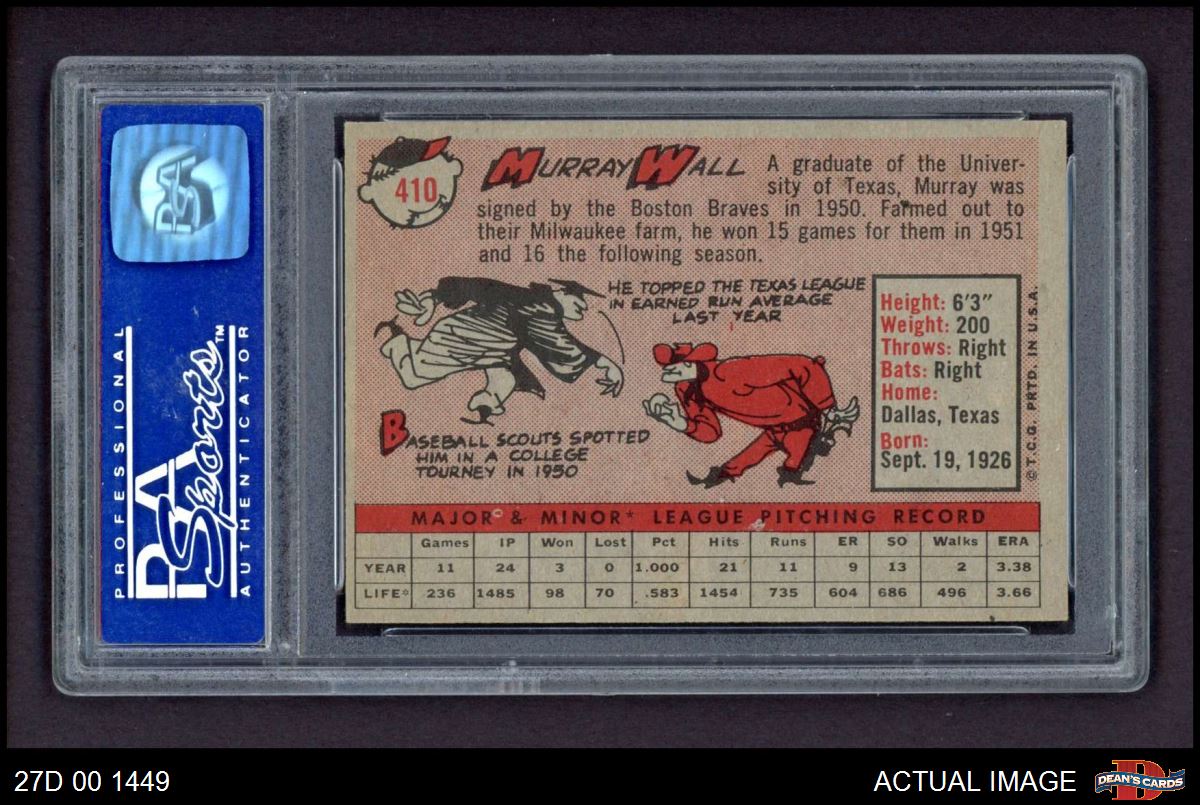 PROFESSIONAL
PSA
Sports™
AUTHENTICATOR
PSA
410
MURRAY WALL
A graduate of the Univer-
sity of Texas, Murray was
signed by the Boston Braves in 1950. Farmed out to
their Milwaukee farm, he won 15 games for them in 1951
and 16 the following season.
HE TOPPED THE TEXAS LEAGUE
IN EARNED RUN AVERAGE
LAST YEAR
BASEBALL SCOUTS SPOTTED
HIM IN A COLLEGE
TOURNEY IN 1950
Height: 6'3"
Weight: 200
Throws: Right
Bats: Right
Home:
Dallas, Texas
Born:
Sept. 19, 1926
© T.C.G. PRTD. IN U.S.A.
MAJOR° & MINOR* LEAGUE PITCHING RECORD
Games IP Won Lost Pct Hits Runs ER SO Walks ERA
YEAR 11 24 3 0 1.000 21 11 9 13 2 3.38
LIFE* 236 1485 98 70 .583 1454 735 604 686 496 3.66
27D 00 1449
ACTUAL IMAGE
DEAN'S CARDS